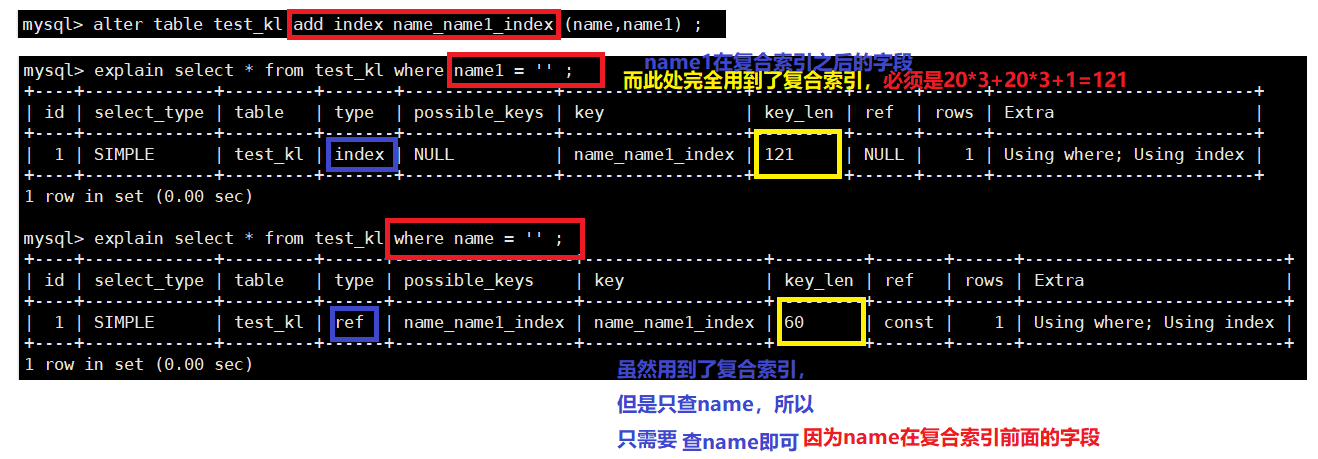 mysql> alter table test_kl add index name_name1_index (name,name1) ;
mysql> explain select * from test_kl where name1 = '' ;
name1在复合索引之后的字段
而此处完全用到了复合索引，必须是20*3+20*3+1=121
+----+-------------+---------+-------+---------------+------------------+---------+------+------+--------------------------+
| id | select_type | table | type | possible_keys | key | key_len | ref | rows | Extra |
+----+-------------+---------+-------+---------------+------------------+---------+------+------+--------------------------+
| 1 | SIMPLE | test_kl | index | NULL | name_name1_index | 121 | NULL | 1 | Using where; Using index |
+----+-------------+---------+-------+---------------+------------------+---------+------+------+--------------------------+
1 row in set (0.00 sec)
mysql> explain select * from test_kl where name = '' ;
+----+-------------+---------+------+------------------+------------------+---------+-------+------+--------------------------+
| id | select_type | table | type | possible_keys | key | key_len | ref | rows | Extra |
+----+-------------+---------+------+------------------+------------------+---------+-------+------+--------------------------+
| 1 | SIMPLE | test_kl | ref | name_name1_index | name_name1_index | 60 | const | 1 | Using where; Using index |
+----+-------------+---------+------+------------------+------------------+---------+-------+------+--------------------------+
1 row in set (0.00 sec)
虽然用到了复合索引，
但是只查name，所以
只需要 查name即可 因为name在复合索引前面的字段